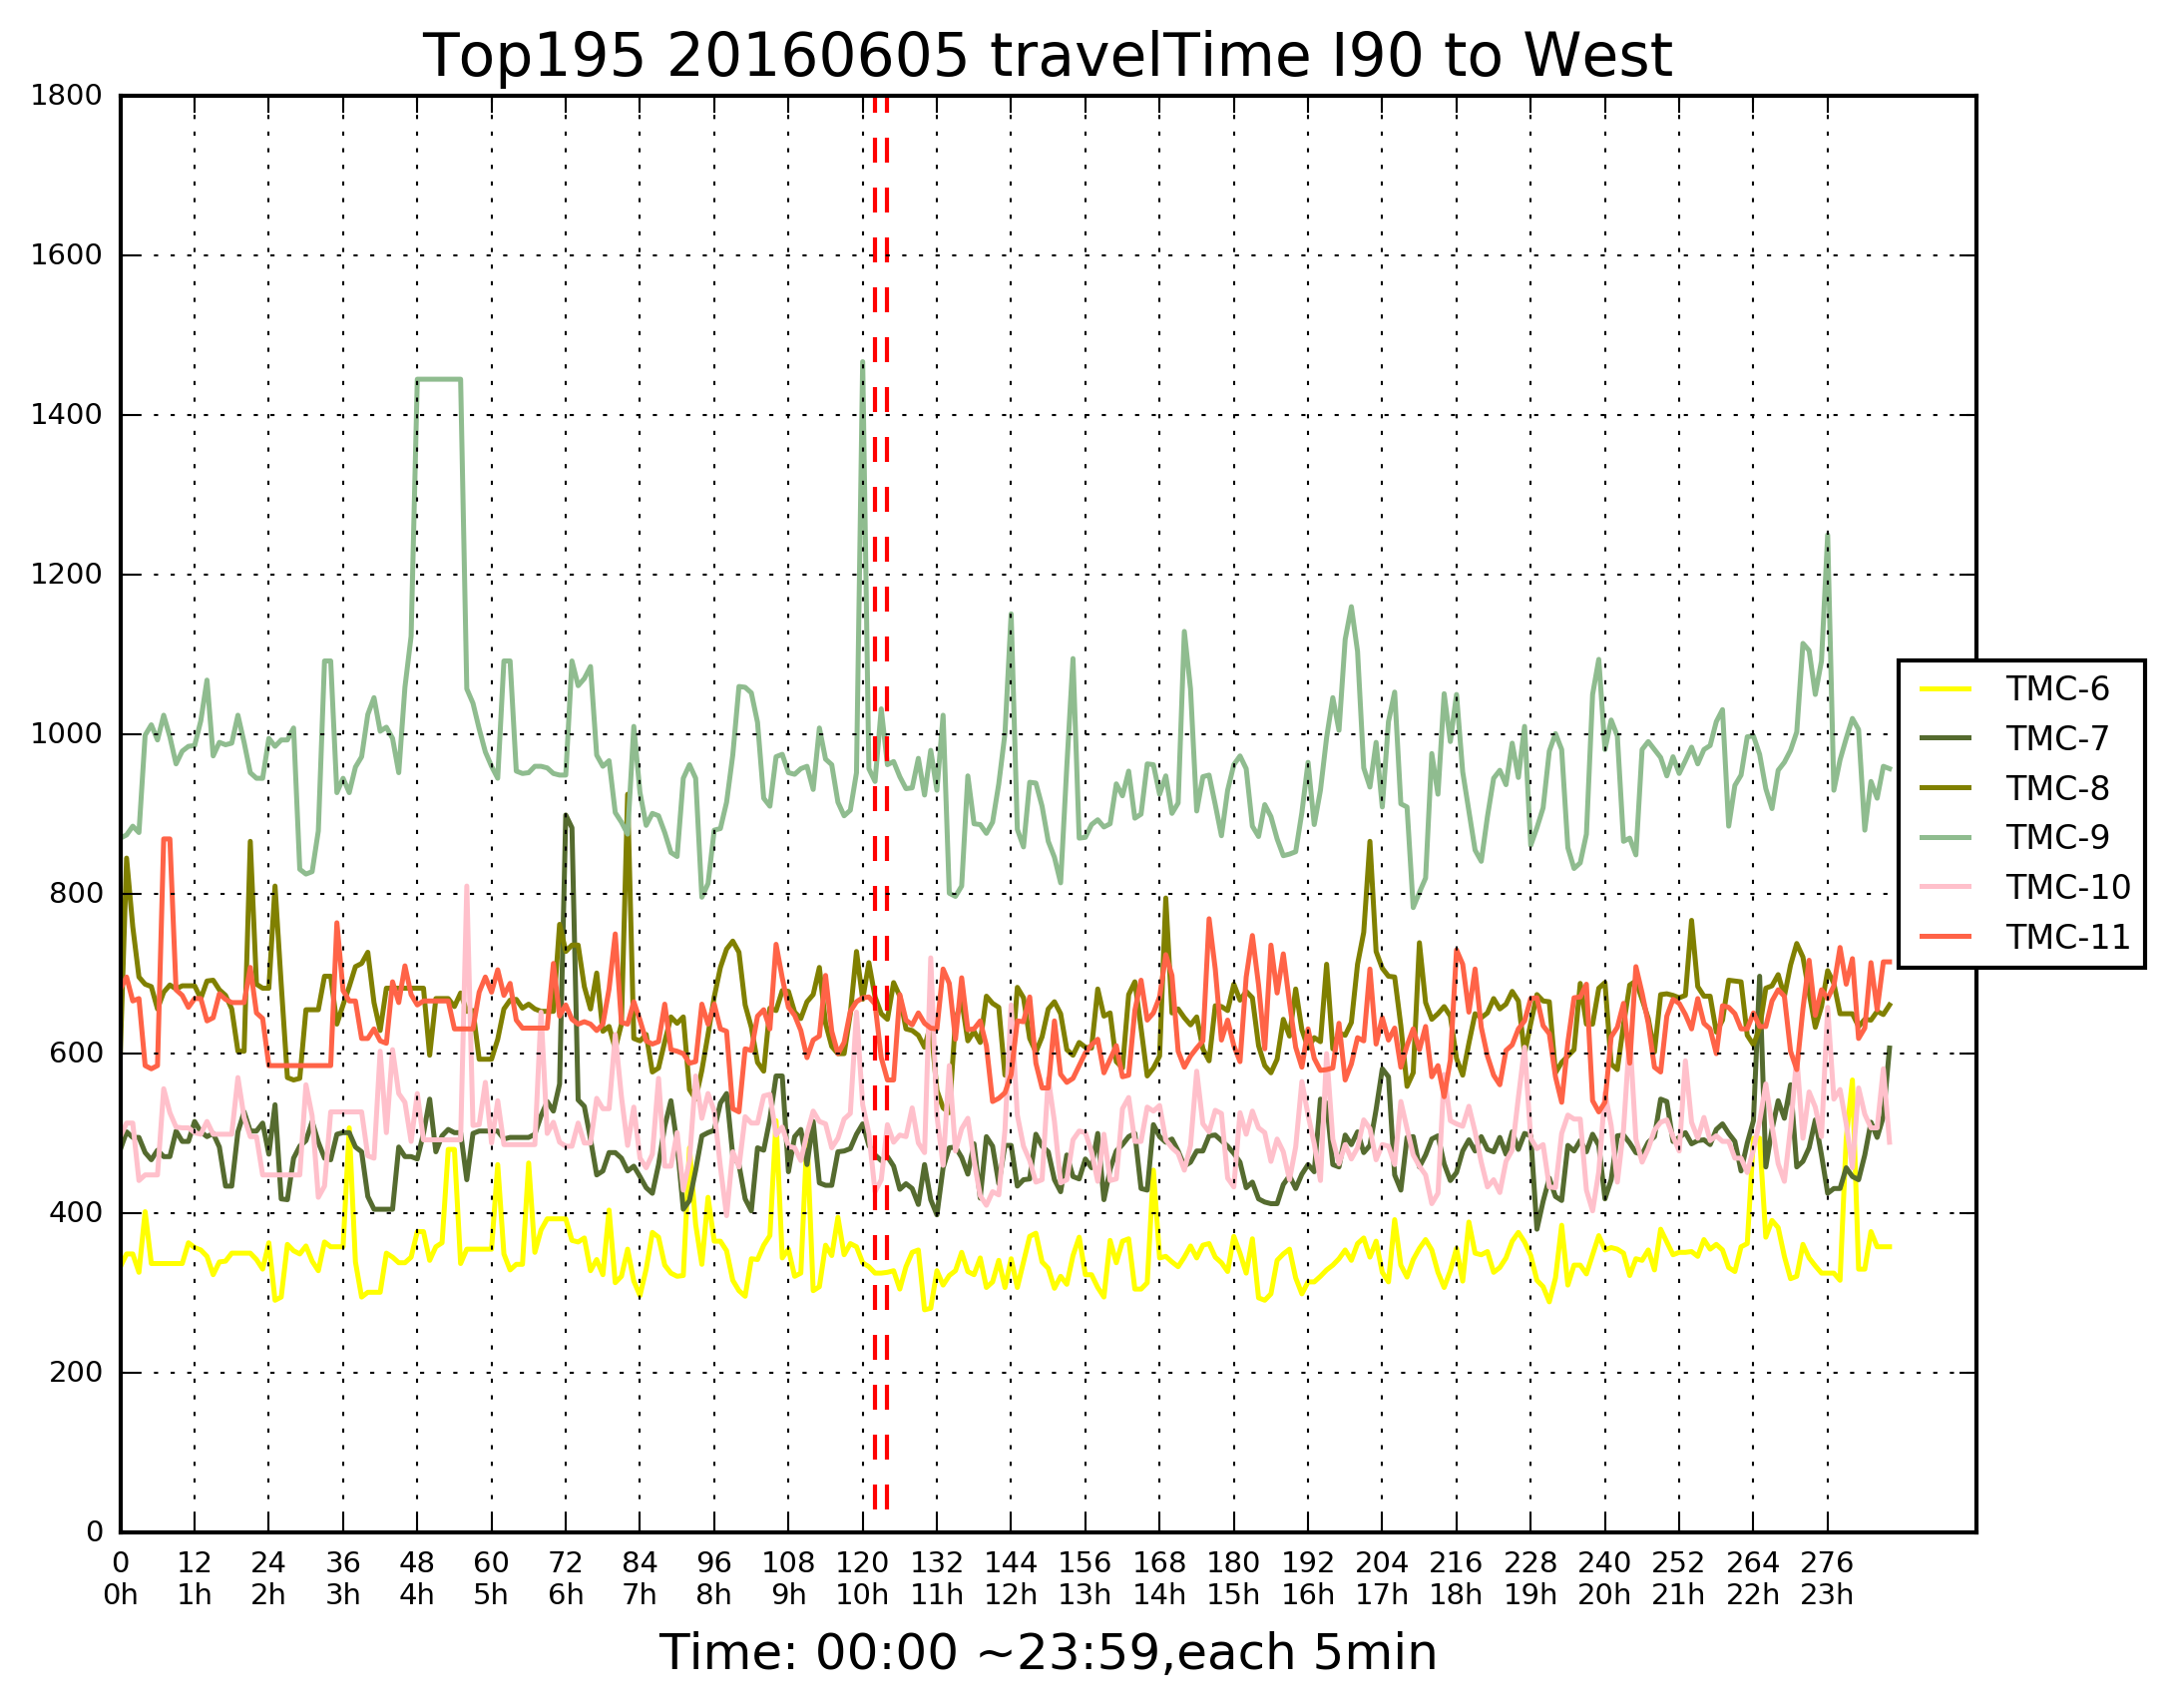 Top195 20160605 travelTime I90 to West
1800
1600
1400
1200
1000
800
600
400
200
0
TMC-6
TMC-7
TMC-8
TMC-9
TMC-10
TMC-11
0 12 24 36 48 60 72 84 96 108 120 132 144 156 168 180 192 204 216 228 240 252 264 276
0h 1h 2h 3h 4h 5h 6h 7h 8h 9h 10h 11h 12h 13h 14h 15h 16h 17h 18h 19h 20h 21h 22h 23h
Time: 00:00 ~23:59,each 5min